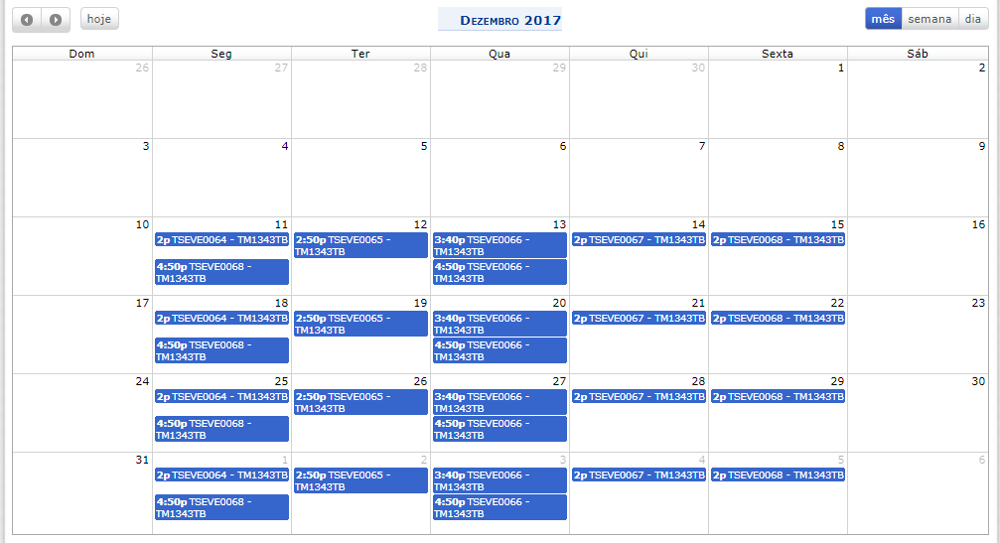 hoje
DEZEMBRO 2017
mês semana dia
Dom Seg Ter Qua Qui Sexta Sáb
26 27 28 29 30 1 2
3 4 5 6 7 8 9
10 11 12 13 14 15 16
2p TSEVE0064 - TM1343TB
4:50p TSEVE0068 -
TM1343TB
2:50p TSEVE0065 -
TM1343TB
3:40p TSEVE0066 -
TM1343TB
4:50p TSEVE0066 -
TM1343TB
2p TSEVE0067 - TM1343TB
2p TSEVE0068 - TM1343TB
17 18 19 20 21 22 23
2p TSEVE0064 - TM1343TB
4:50p TSEVE0068 -
TM1343TB
2:50p TSEVE0065 -
TM1343TB
3:40p TSEVE0066 -
TM1343TB
4:50p TSEVE0066 -
TM1343TB
2p TSEVE0067 - TM1343TB
2p TSEVE0068 - TM1343TB
24 25 26 27 28 29 30
2p TSEVE0064 - TM1343TB
4:50p TSEVE0068 -
TM1343TB
2:50p TSEVE0065 -
TM1343TB
3:40p TSEVE0066 -
TM1343TB
4:50p TSEVE0066 -
TM1343TB
2p TSEVE0067 - TM1343TB
2p TSEVE0068 - TM1343TB
31 1 2 3 4 5 6
2p TSEVE0064 - TM1343TB
4:50p TSEVE0068 -
TM1343TB
2:50p TSEVE0065 -
TM1343TB
3:40p TSEVE0066 -
TM1343TB
4:50p TSEVE0066 -
TM1343TB
2p TSEVE0067 - TM1343TB
2p TSEVE0068 - TM1343TB